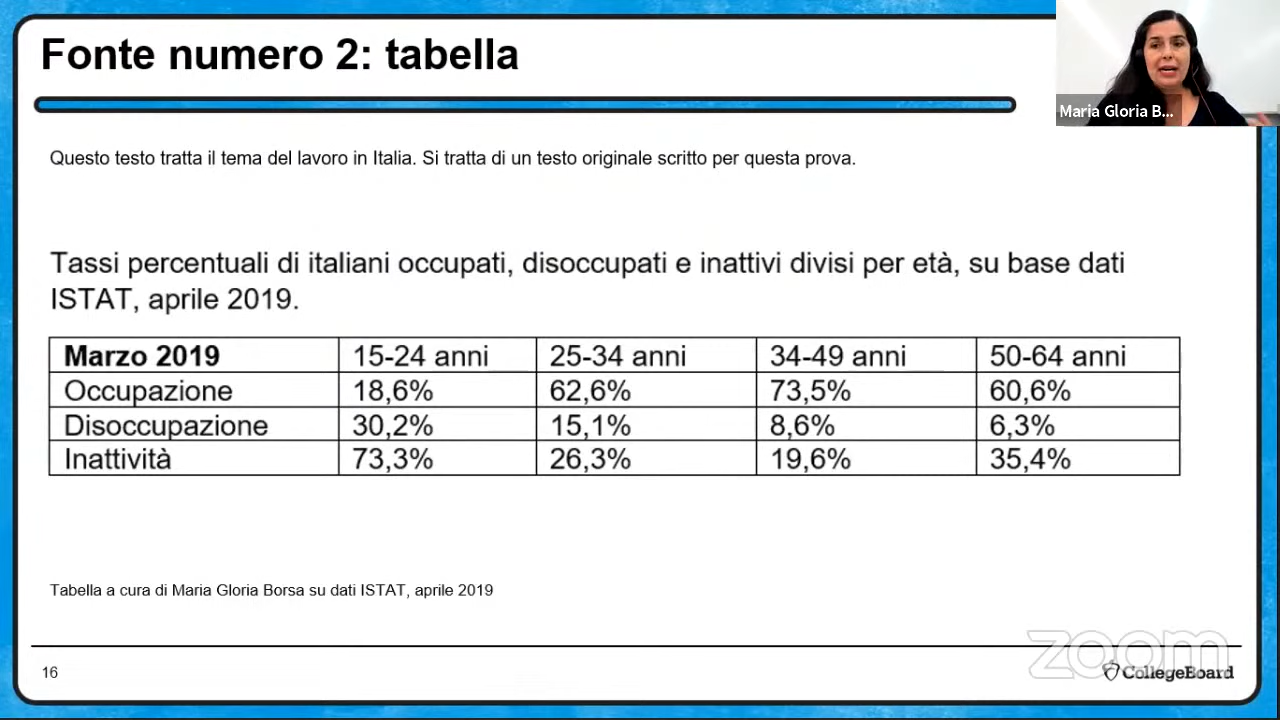 Fonte numero 2: tabella
Maria Gloria B...
Questo testo tratta il tema del lavoro in Italia. Si tratta di un testo originale scritto per questa prova.
Tassi percentuali di italiani occupati, disoccupati e inattivi divisi per età, su base dati
ISTAT, aprile 2019.
Marzo 2019 15-24 anni 25-34 anni 34-49 anni 50-64 anni
Occupazione 18,6% 62,6% 73,5% 60,6%
Disoccupazione 30,2% 15,1% 8,6% 6,3%
Inattività 73,3% 26,3% 19,6% 35,4%
Tabella a cura di Maria Gloria Borsa su dati ISTAT, aprile 2019
zoom
16 CollegeBoard